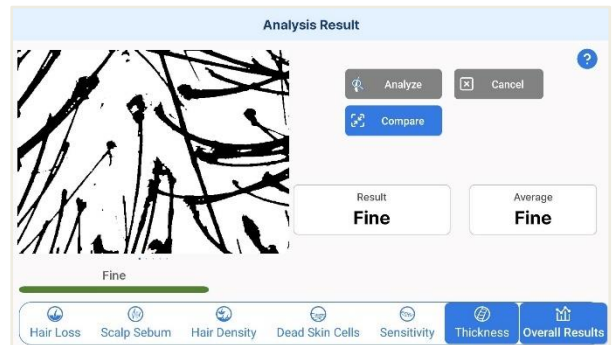 Analysis Result
?
Analyze
Cancel
Compare
Result
Fine
Average
Fine
Fine
Hair Loss
Scalp Sebum
Hair Density
Dead Skin Cells
Sensitivity
Thickness
Overall Results